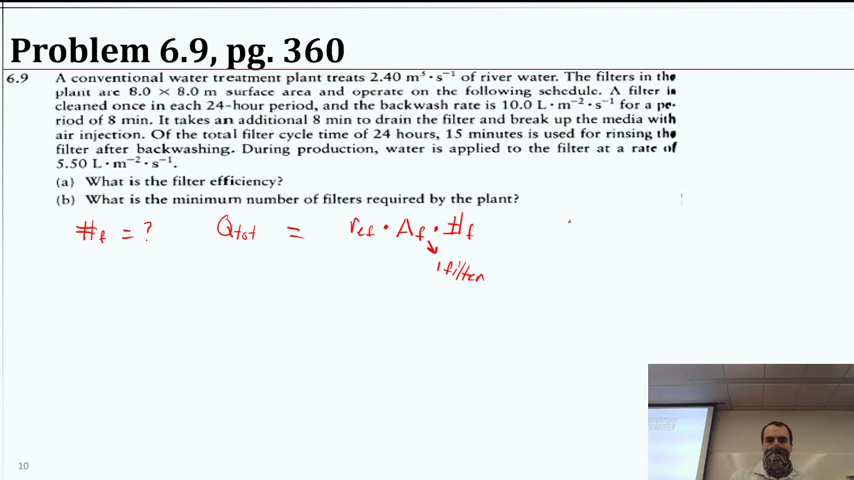 Problem 6.9, pg. 360
6.9 A conventional water treatment plant treats 2.40 m³·s⁻¹ of river water. The filters in the
plant are 8.0 × 8.0 m surface area and operate on the following schedule. A filter is
cleaned once in each 24-hour period, and the backwash rate is 10.0 L·m⁻²·s⁻¹ for a pe-
riod of 8 min. It takes an additional 8 min to drain the filter and break up the media with
air injection. Of the total filter cycle time of 24 hours, 15 minutes is used for rinsing the
filter after backwashing. During production, water is applied to the filter at a rate of
5.50 L·m⁻²·s⁻¹.
(a) What is the filter efficiency?
(b) What is the minimum number of filters required by the plant?
#f = ? Qtot = ref · Af · #f
1 filter
10